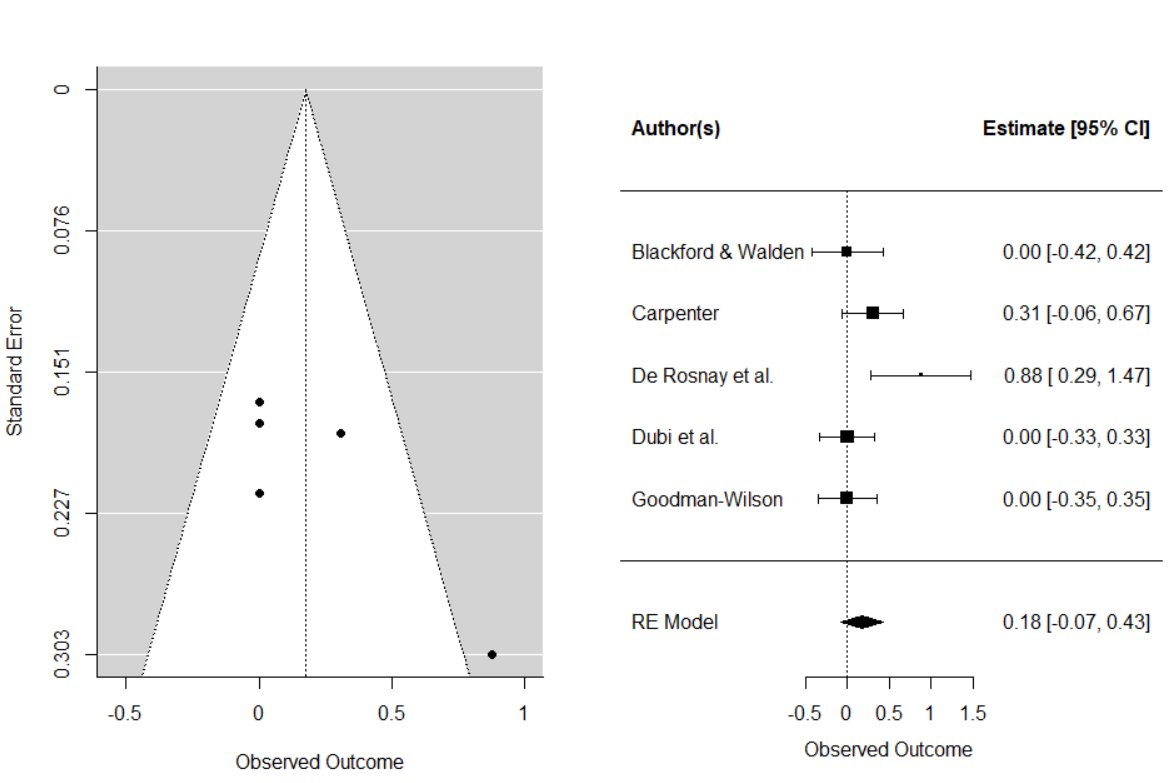 0
0.076
0.151
0.227
0.303
Standard Error
-0.5
0
0.5
1
Observed Outcome
Author(s) Estimate [95% CI]
Blackford & Walden 0.00 [-0.42, 0.42]
Carpenter 0.31 [-0.06, 0.67]
De Rosnay et al. 0.88 [ 0.29, 1.47]
Dubi et al. 0.00 [-0.33, 0.33]
Goodman-Wilson 0.00 [-0.35, 0.35]
RE Model 0.18 [-0.07, 0.43]
-0.5 0 0.5 1 1.5
Observed Outcome